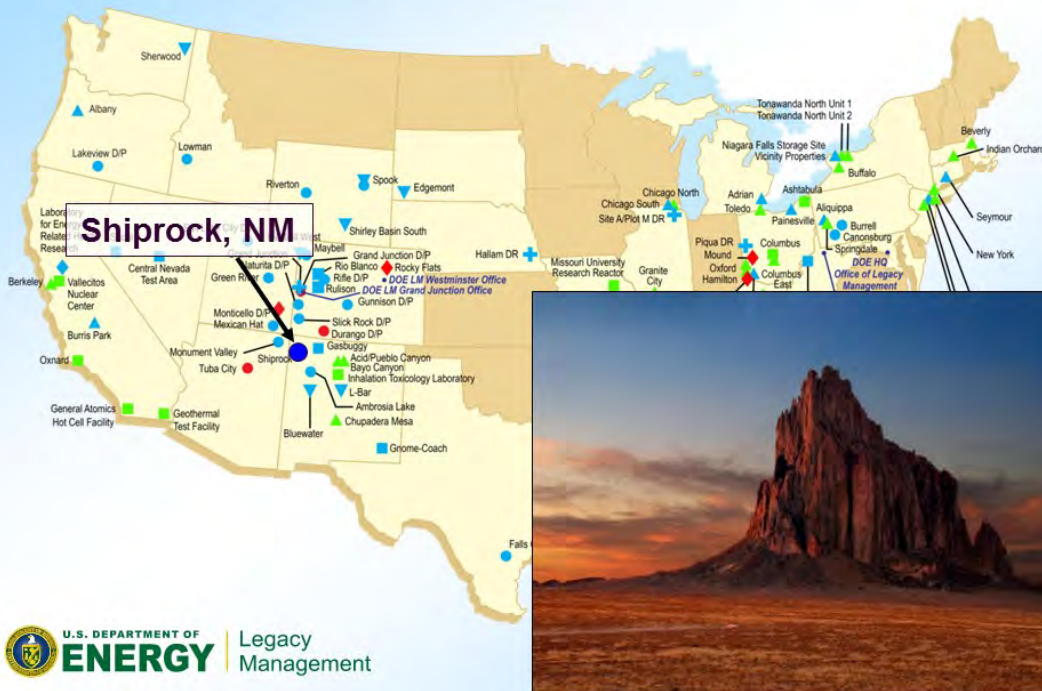 Sherwood
Albany
Lakeview D/P
Lowman
Riverton
Spook
Edgemont
Shirley Basin South
Shiprock, NM
Laboratory
for Energy
Related
Research
Central Nevada
Test Area
Berkeley
Vallecitos
Nuclear
Center
Burris Park
Oxnard
General Atomics
Hot Cell Facility
Geothermal
Test Facility
Maybell
Grand Junction D/P
Rio Blanco
Rifle D/P
Rulison
Rocky Flats
DOE LM Westminster Office
DOE LM Grand Junction Office
Naturita D/P
Green River
Gunnison D/P
Monticello D/P
Mexican Hat
Slick Rock D/P
Durango D/P
Monument Valley
Shiprock
Gasbuggy
Tuba City
Acid/Pueblo Canyon
Bayo Canyon
Inhalation Toxicology Laboratory
L-Bar
Ambrosia Lake
Bluewater
Chupadera Mesa
Gnome-Coach
Falls
Hallam DR
Missouri University
Research Reactor
Granite
City
Chicago North
Chicago South
Site A/Plot M DR
Adrian
Toledo
Tonawanda North Unit 1
Tonawanda North Unit 2
Niagara Falls Storage Site
Vicinity Properties
Buffalo
Ashtabula
Painesville
Aliquippa
Burrell
Canonsburg
Springdale
Piqua DR
Mound
Oxford
Hamilton
Columbus
Columbus
East
DOE HQ
Office of Legacy
Management
Beverly
Indian Orchard
Seymour
New York
U.S. DEPARTMENT OF
ENERGY
Legacy
Management